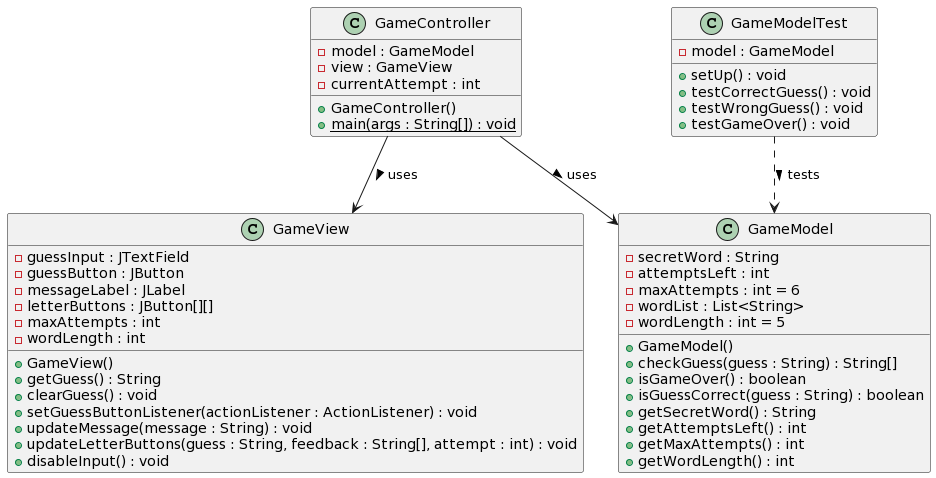 C GameController
model : GameModel
view : GameView
currentAttempt : int
GameController()
main(args : String[]) : void
C GameModelTest
model : GameModel
setUp() : void
testCorrectGuess() : void
testWrongGuess() : void
testGameOver() : void
uses
uses
tests
C GameView
guessInput : JTextField
guessButton : JButton
messageLabel : JLabel
letterButtons : JButton[][]
maxAttempts : int
wordLength : int
GameView()
getGuess() : String
clearGuess() : void
setGuessButtonListener(actionListener : ActionListener) : void
updateMessage(message : String) : void
updateLetterButtons(guess : String, feedback : String[], attempt : int) : void
disableInput() : void
C GameModel
secretWord : String
attemptsLeft : int
maxAttempts : int = 6
wordList : List<String>
wordLength : int = 5
GameModel()
checkGuess(guess : String) : String[]
isGameOver() : boolean
isGuessCorrect(guess : String) : boolean
getSecretWord() : String
getAttemptsLeft() : int
getMaxAttempts() : int
getWordLength() : int